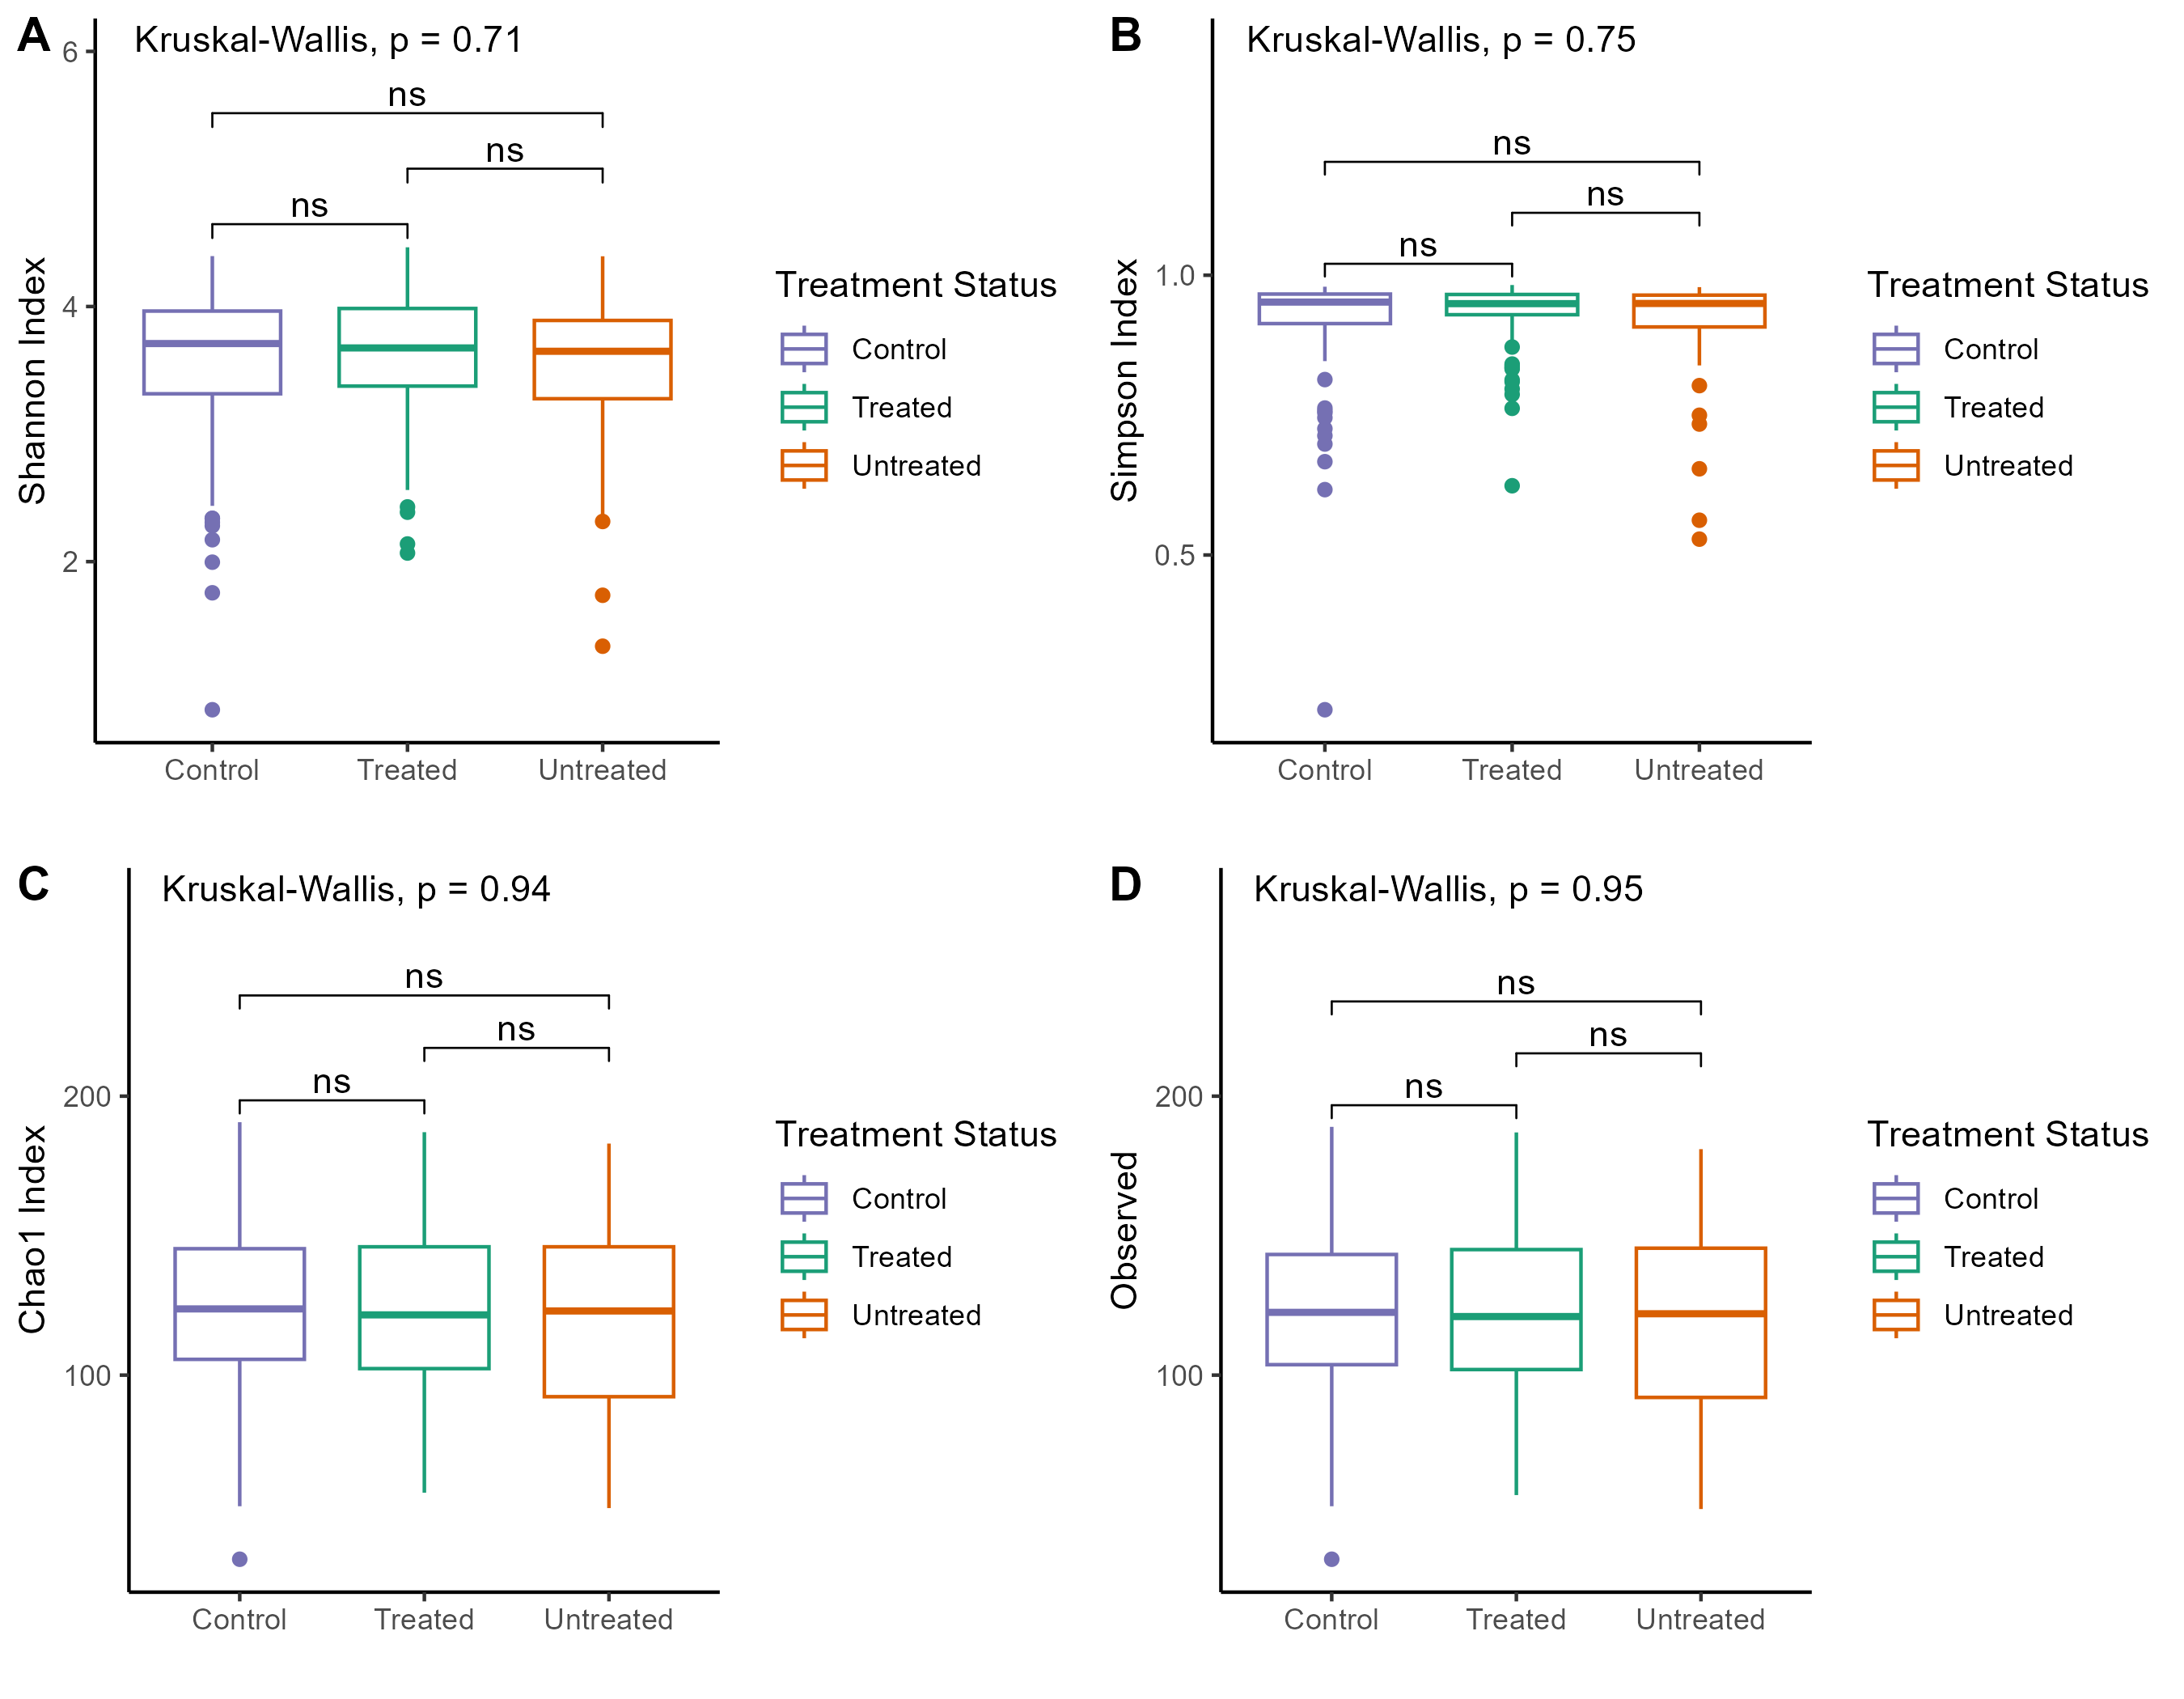 A
Kruskal-Wallis, p = 0.71
6
4
2
Shannon Index
ns
ns
ns
Control
Treated
Untreated
Treatment Status
Control
Treated
Untreated
B
Kruskal-Wallis, p = 0.75
1.0
0.5
Simpson Index
ns
ns
ns
Control
Treated
Untreated
Treatment Status
Control
Treated
Untreated
C
Kruskal-Wallis, p = 0.94
200
100
Chao1 Index
ns
ns
ns
Control
Treated
Untreated
Treatment Status
Control
Treated
Untreated
D
Kruskal-Wallis, p = 0.95
200
100
Observed
ns
ns
ns
Control
Treated
Untreated
Treatment Status
Control
Treated
Untreated